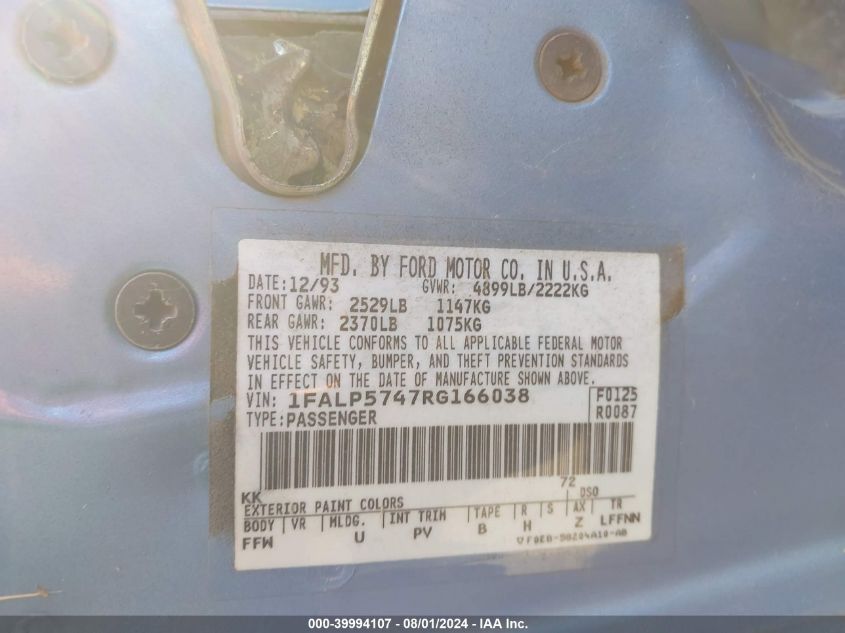 MFD. BY FORD MOTOR CO. IN U.S.A.
DATE: 12/93 GVWR: 4899LB/2222KG
FRONT GAWR: 2529LB 1147KG
REAR GAWR: 2370LB 1075KG
THIS VEHICLE CONFORMS TO ALL APPLICABLE FEDERAL MOTOR
VEHICLE SAFETY, BUMPER, AND THEFT PREVENTION STANDARDS
IN EFFECT ON THE DATE OF MANUFACTURE SHOWN ABOVE.
VIN: 1FALP5747RG166038 F0125
TYPE: PASSENGER R0087
KK 72
EXTERIOR PAINT COLORS DSO
BODY VR MLDG. INT TRIM TAPE R S AX TR
FFW U PV B H Z LFFNN
000-39994107 - 08/01/2024 - IAA Inc.